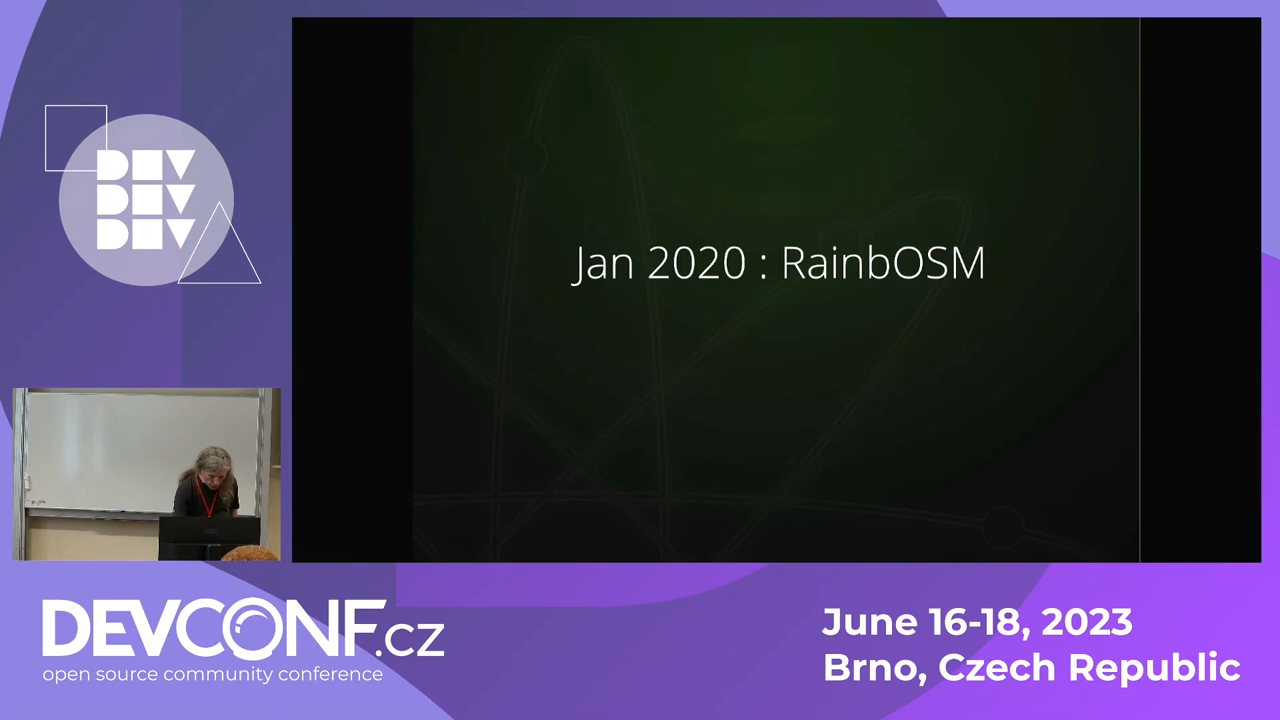 DEV
DEV
DEV
Jan 2020 : RainbOSM
DEVCONF.cz
open source community conference
June 16-18, 2023
Brno, Czech Republic